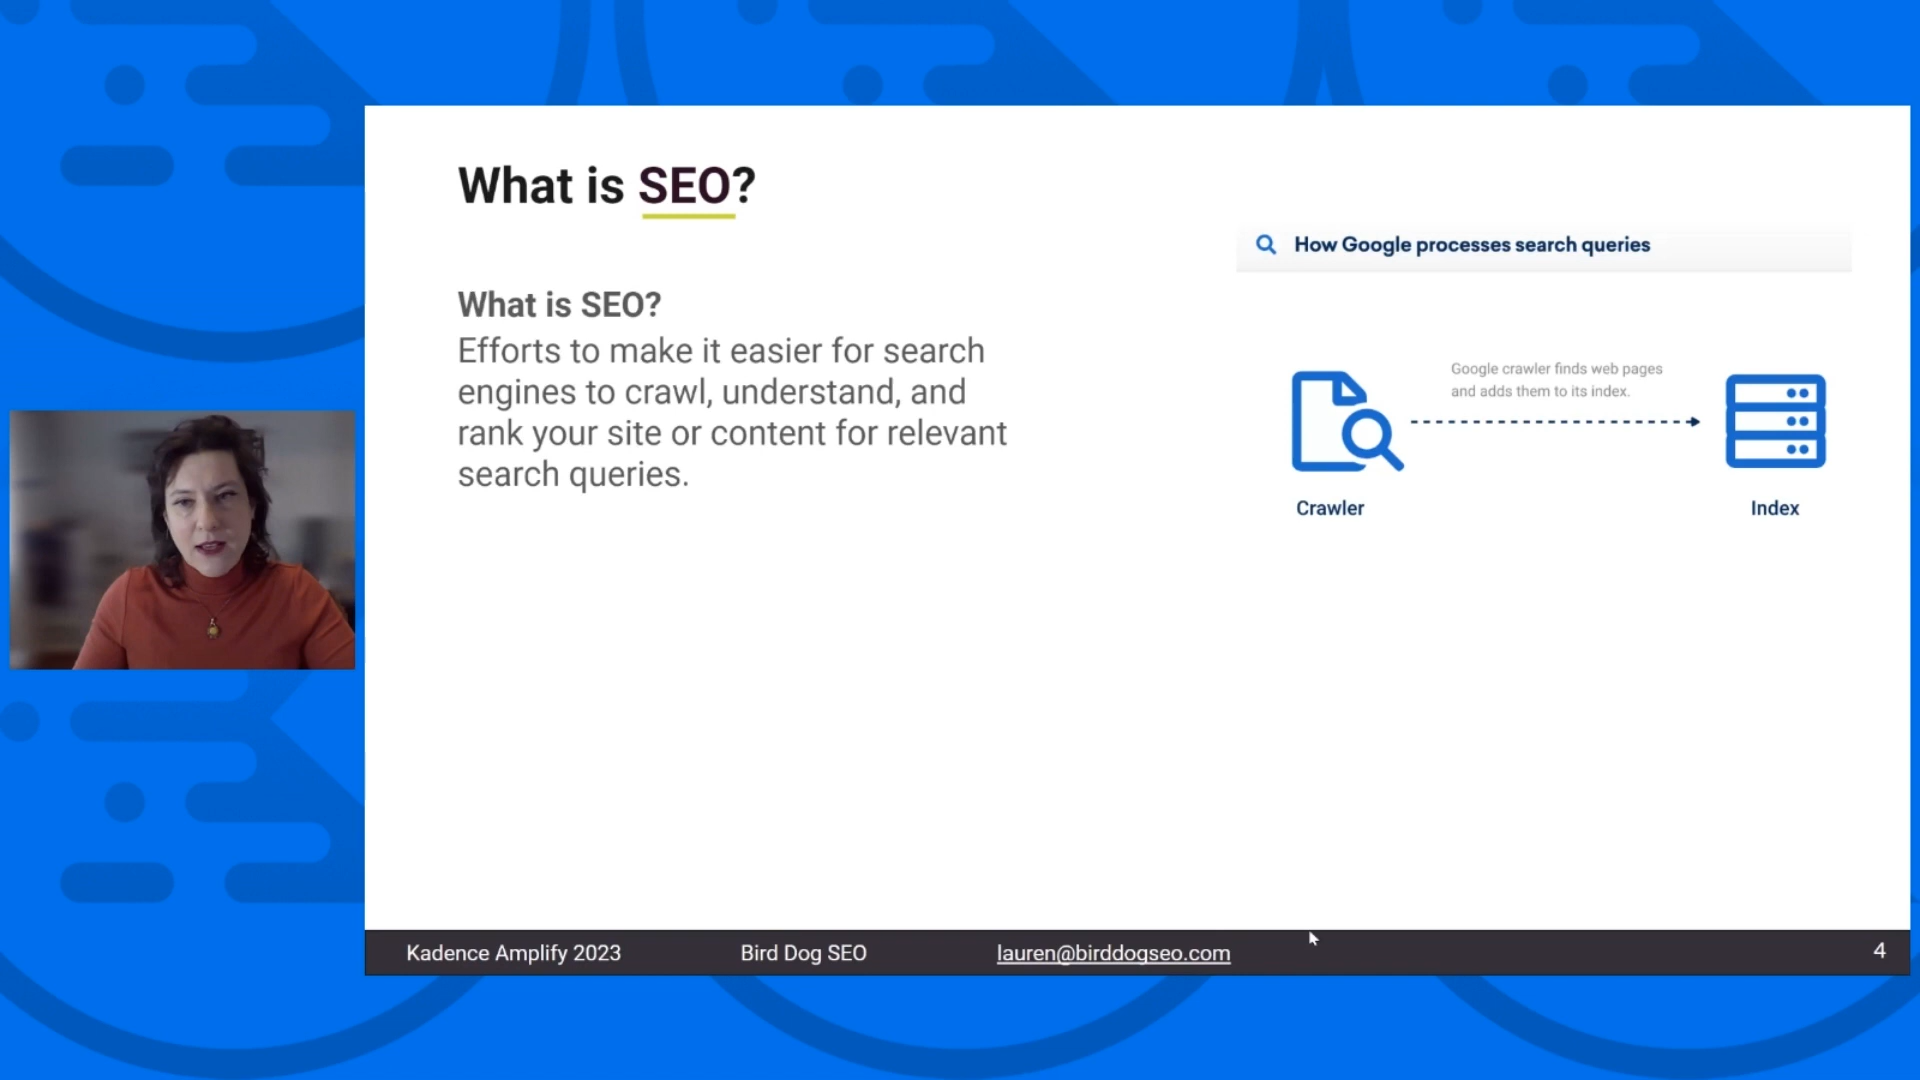 What is SEO?
What is SEO?
Efforts to make it easier for search
engines to crawl, understand, and
rank your site or content for relevant
search queries.
How Google processes search queries
Google crawler finds web pages
and adds them to its index.
Crawler
Index
Kadence Amplify 2023
Bird Dog SEO
lauren@birddogseo.com
4